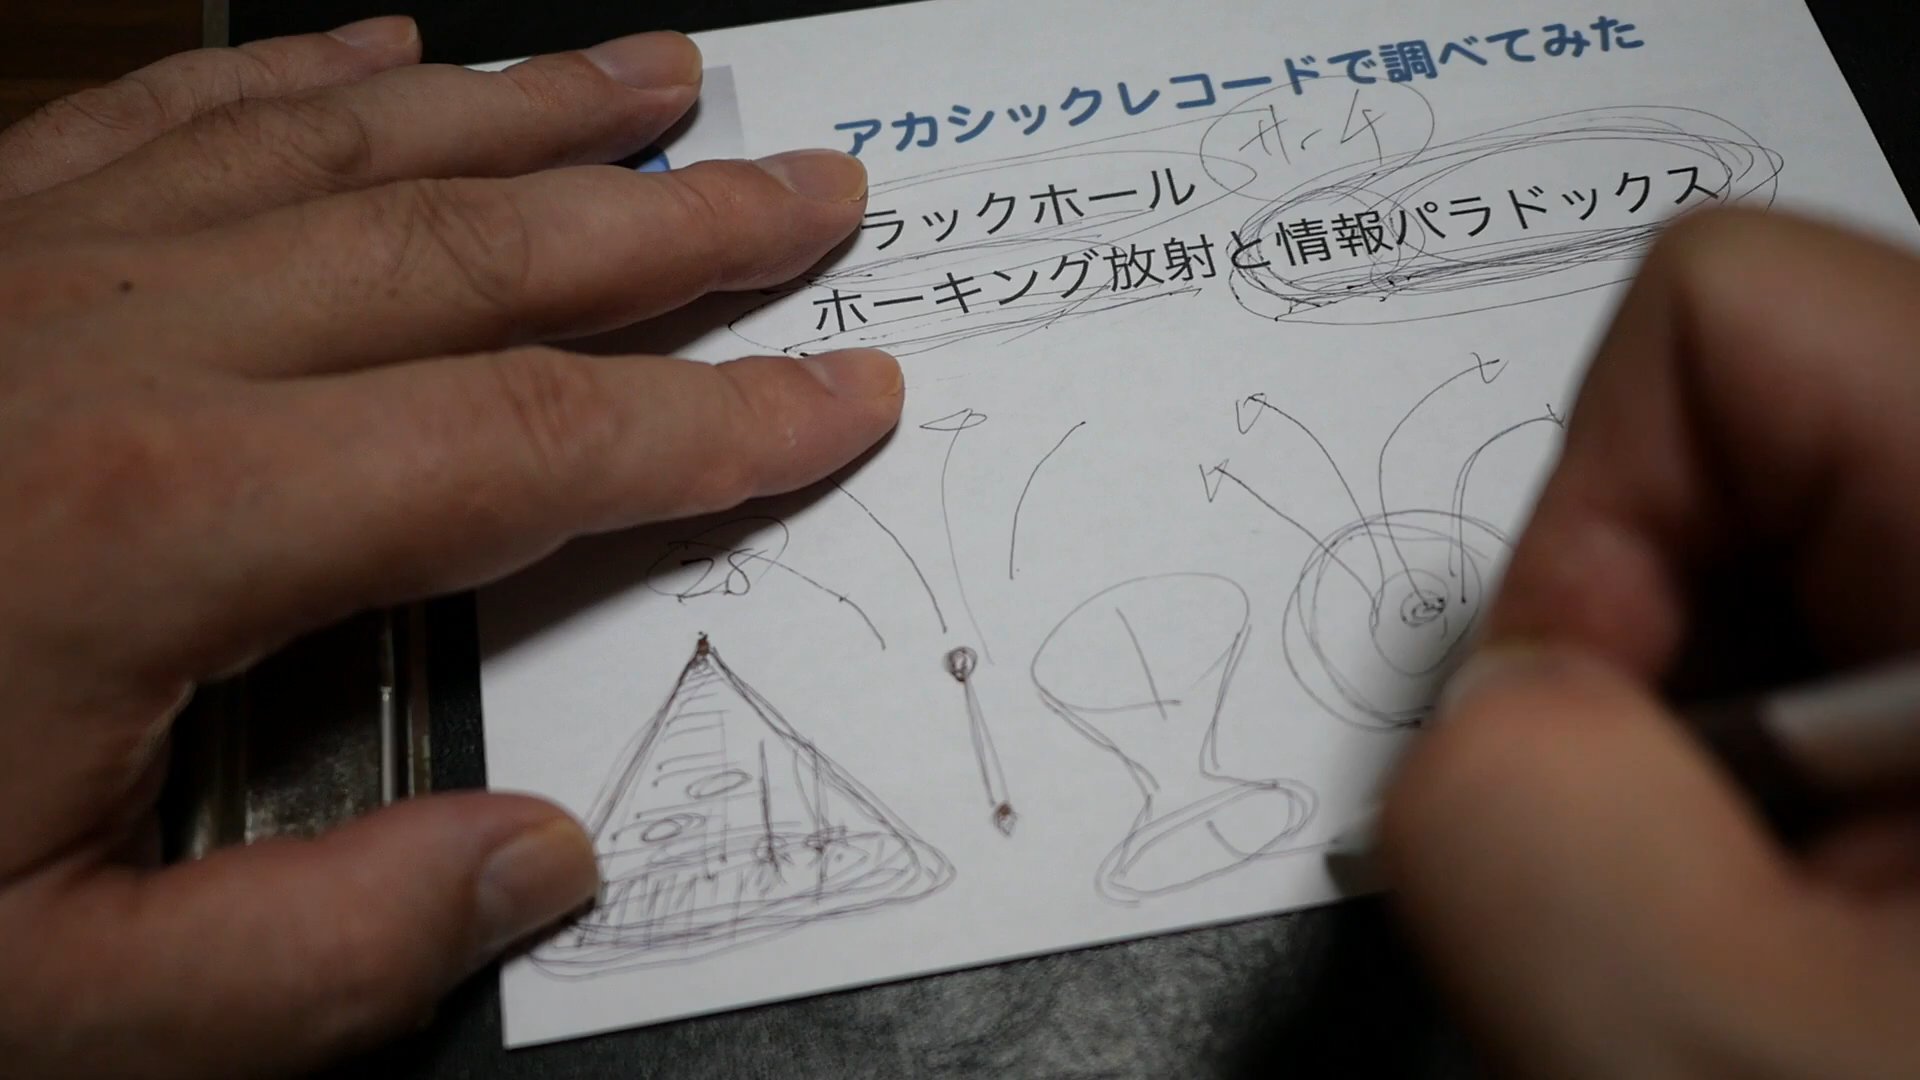 アカシックレコードで調べてみた
ラックホール
ホーキング放射と情報パラドックス
28